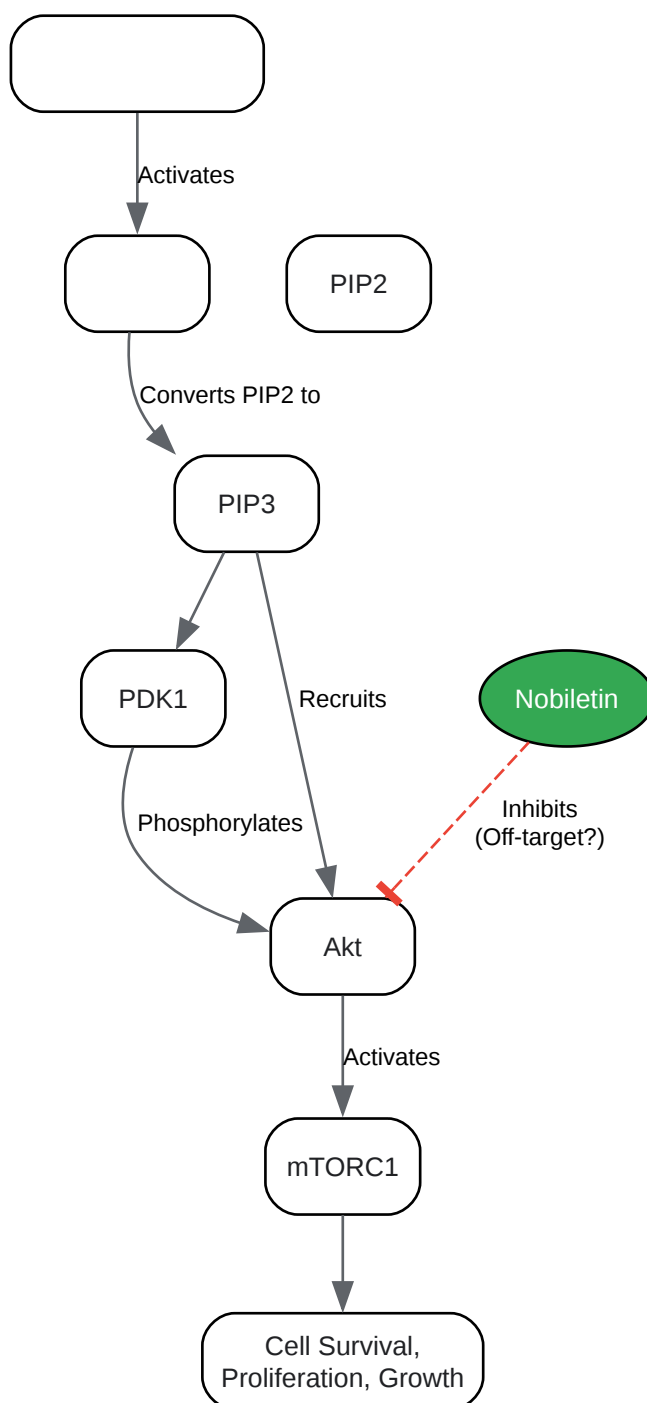 Activates
PIP2
Converts PIP2 to
PIP3
PDK1
Recruits
Nobiletin
Phosphorylates
Inhibits
(Off-target?)
Akt
Activates
mTORC1
Cell Survival,
Proliferation, Growth